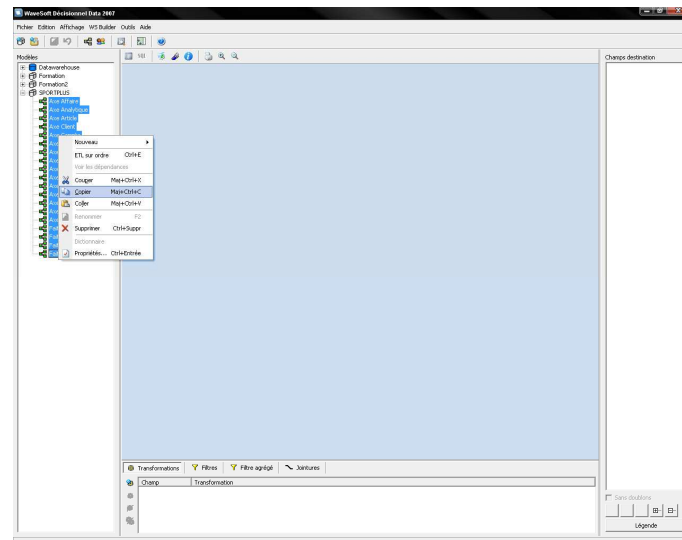 WaveSoft Décisionnel Data 2007
Fichier Edition Affichage WS Builder Outils Aide
Modèles
Champs destination
Datawarehouse
Formation
Formation2
SPORTPLUS
Axe Affaire
Axe Analytique
Axe Article
Axe Client
Nouveau
ETL sur ordre Ctrl+E
Voir les dépendances
Couper Maj+Ctrl+X
Copier Maj+Ctrl+C
Coller Maj+Ctrl+V
Renommer F2
Supprimer Ctrl+Suppr
Dictionnaire
Propriétés... Ctrl+Entrée
Transformations Filtres Filtre agrégé Jointures
Champ Transformation
Sans doublons
Légende